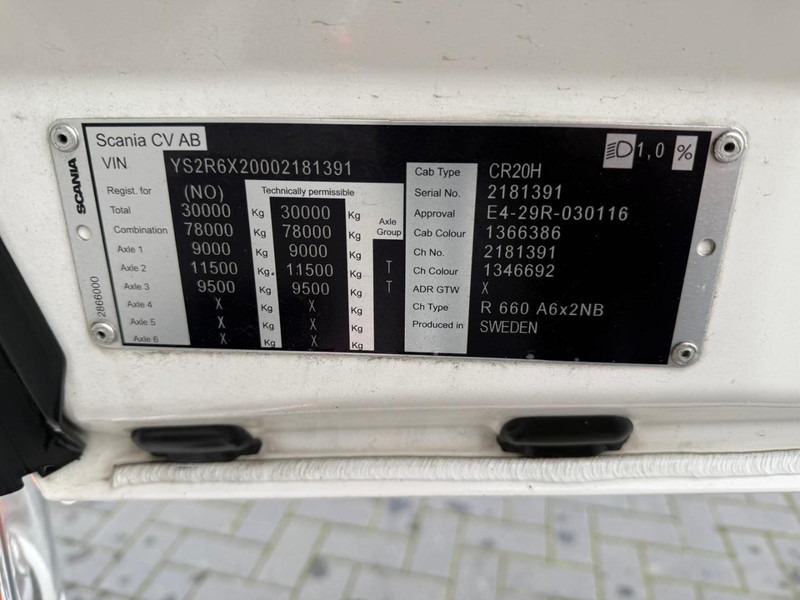 Scania CV AB
VIN YS2R6X20002181391
Regist. for (NO) Technically permissible
Total 30000 Kg 30000 Kg Axle Group
Combination 78000 Kg 78000 Kg
Axle 1 9000 Kg 9000 Kg
Axle 2 11500 Kg. 11500 Kg T
Axle 3 9500 Kg 9500 Kg T
Axle 4 X Kg X Kg
Axle 5 X Kg X Kg
Axle 6 X Kg X Kg
1,0 %
Cab Type CR20H
Serial No. 2181391
Approval E4-29R-030116
Cab Colour 1366386
Ch No. 2181391
Ch Colour 1346692
ADR GTW X
Ch Type R 660 A6x2NB
Produced in SWEDEN
SCANIA
2866000